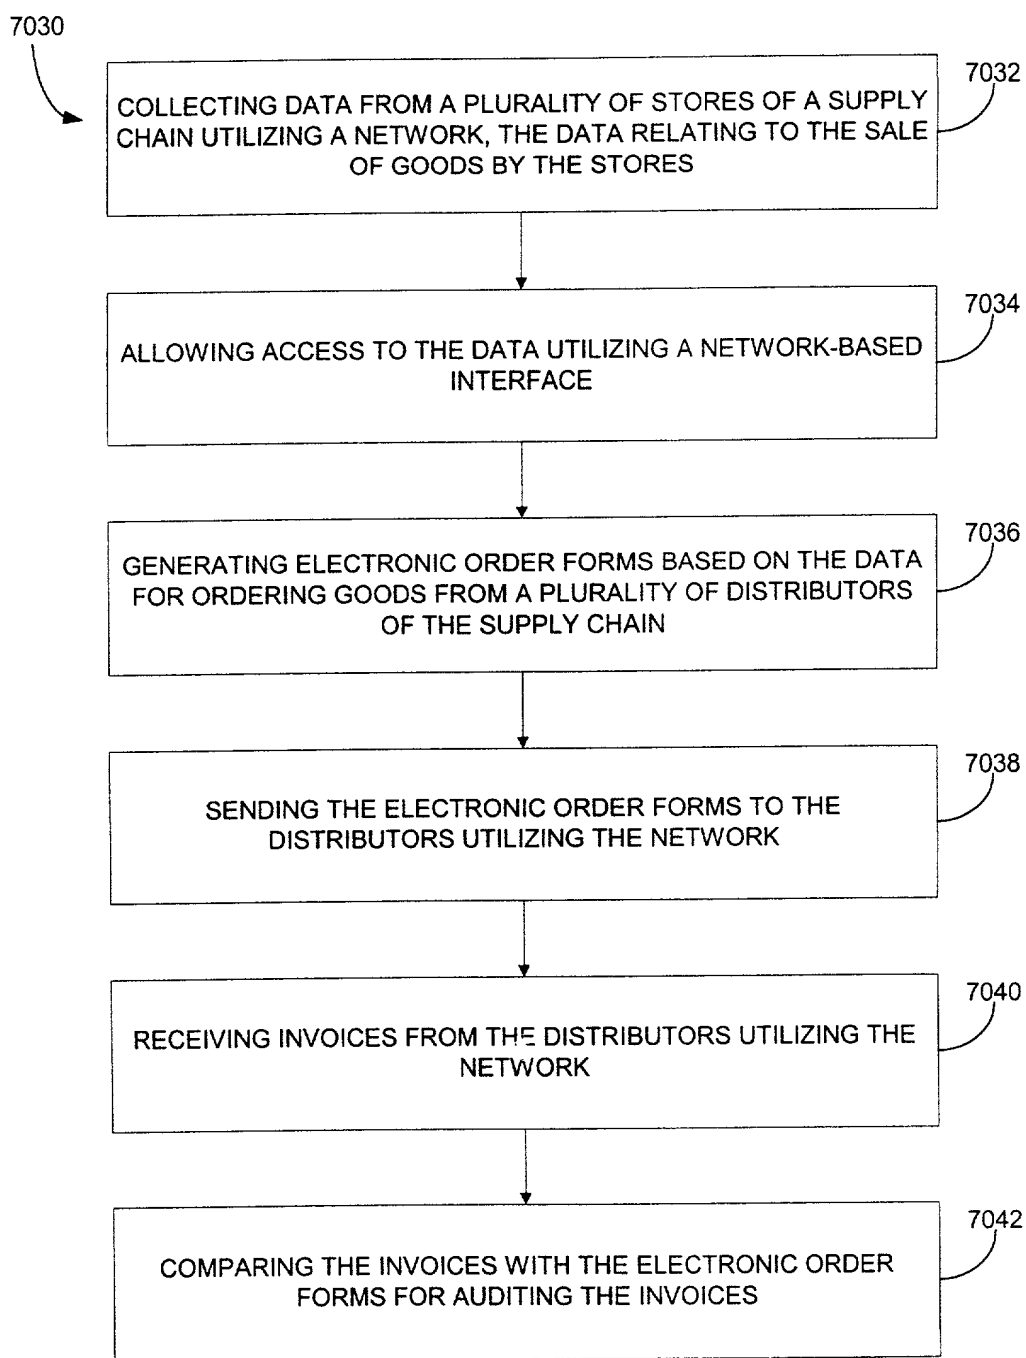 7030
7032
COLLECTING DATA FROM A PLURALITY OF STORES OF A SUPPLY
CHAIN UTILIZING A NETWORK, THE DATA RELATING TO THE SALE
OF GOODS BY THE STORES
7034
ALLOWING ACCESS TO THE DATA UTILIZING A NETWORK-BASED
INTERFACE
7036
GENERATING ELECTRONIC ORDER FORMS BASED ON THE DATA
FOR ORDERING GOODS FROM A PLURALITY OF DISTRIBUTORS
OF THE SUPPLY CHAIN
7038
SENDING THE ELECTRONIC ORDER FORMS TO THE
DISTRIBUTORS UTILIZING THE NETWORK
7040
RECEIVING INVOICES FROM THE DISTRIBUTORS UTILIZING THE
NETWORK
7042
COMPARING THE INVOICES WITH THE ELECTRONIC ORDER
FORMS FOR AUDITING THE INVOICES